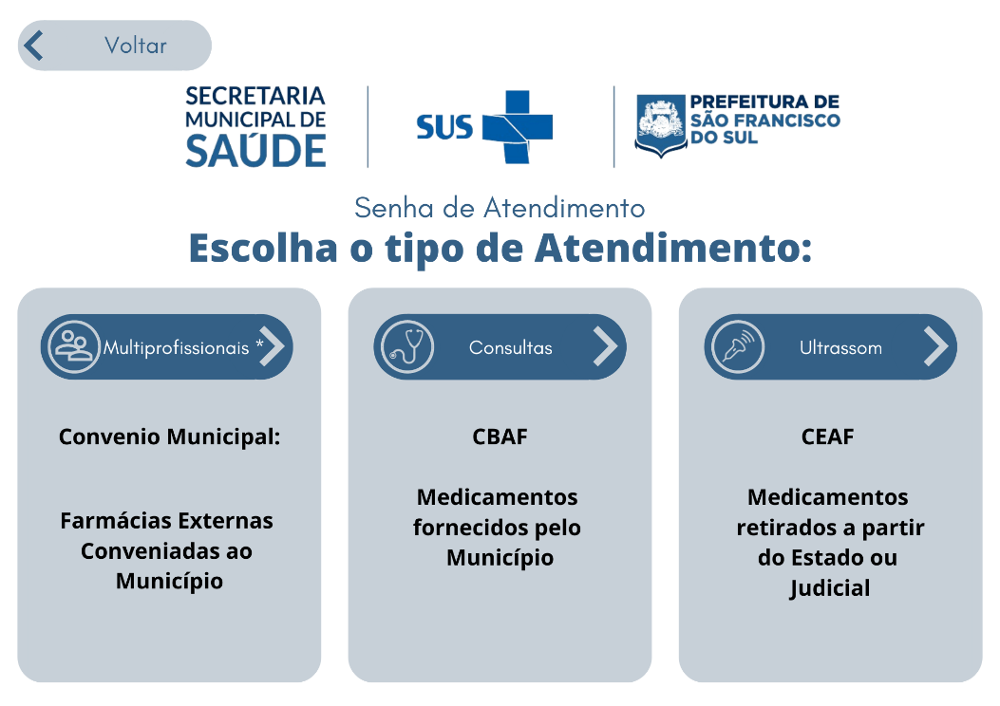 Voltar
SECRETARIA
MUNICIPAL DE
SAÚDE
SUS
PREFEITURA DE
SÃO FRANCISCO
DO SUL
Senha de Atendimento
Escolha o tipo de Atendimento:
Multiprofissionais *
Convenio Municipal:
Farmácias Externas
Conveniadas ao
Município
Consultas
CBAF
Medicamentos
fornecidos pelo
Município
Ultrassom
CEAF
Medicamentos
retirados a partir
do Estado ou
Judicial